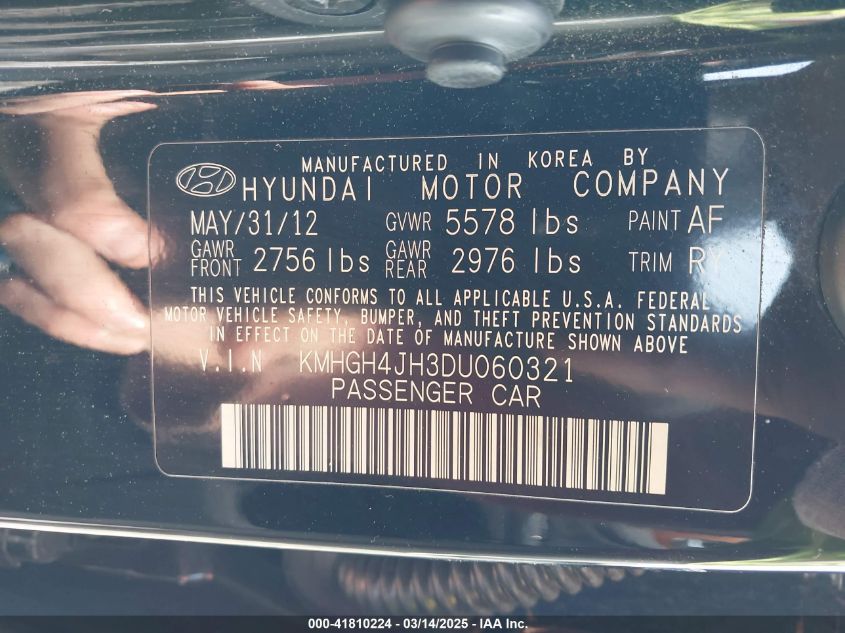 MANUFACTURED IN KOREA BY
HYUNDAI MOTOR COMPANY
MAY/31/12 GVWR 5578 lbs PAINT AF
GAWR FRONT 2756 lbs GAWR REAR 2976 lbs TRIM RY
THIS VEHICLE CONFORMS TO ALL APPLICABLE U.S.A. FEDERAL
MOTOR VEHICLE SAFETY, BUMPER, AND THEFT PREVENTION STANDARDS
IN EFFECT ON THE DATE OF MANUFACTURE SHOWN ABOVE
V.I.N KMHGH4JH3DU060321
PASSENGER CAR
000-41810224 - 03/14/2025 - IAA Inc.